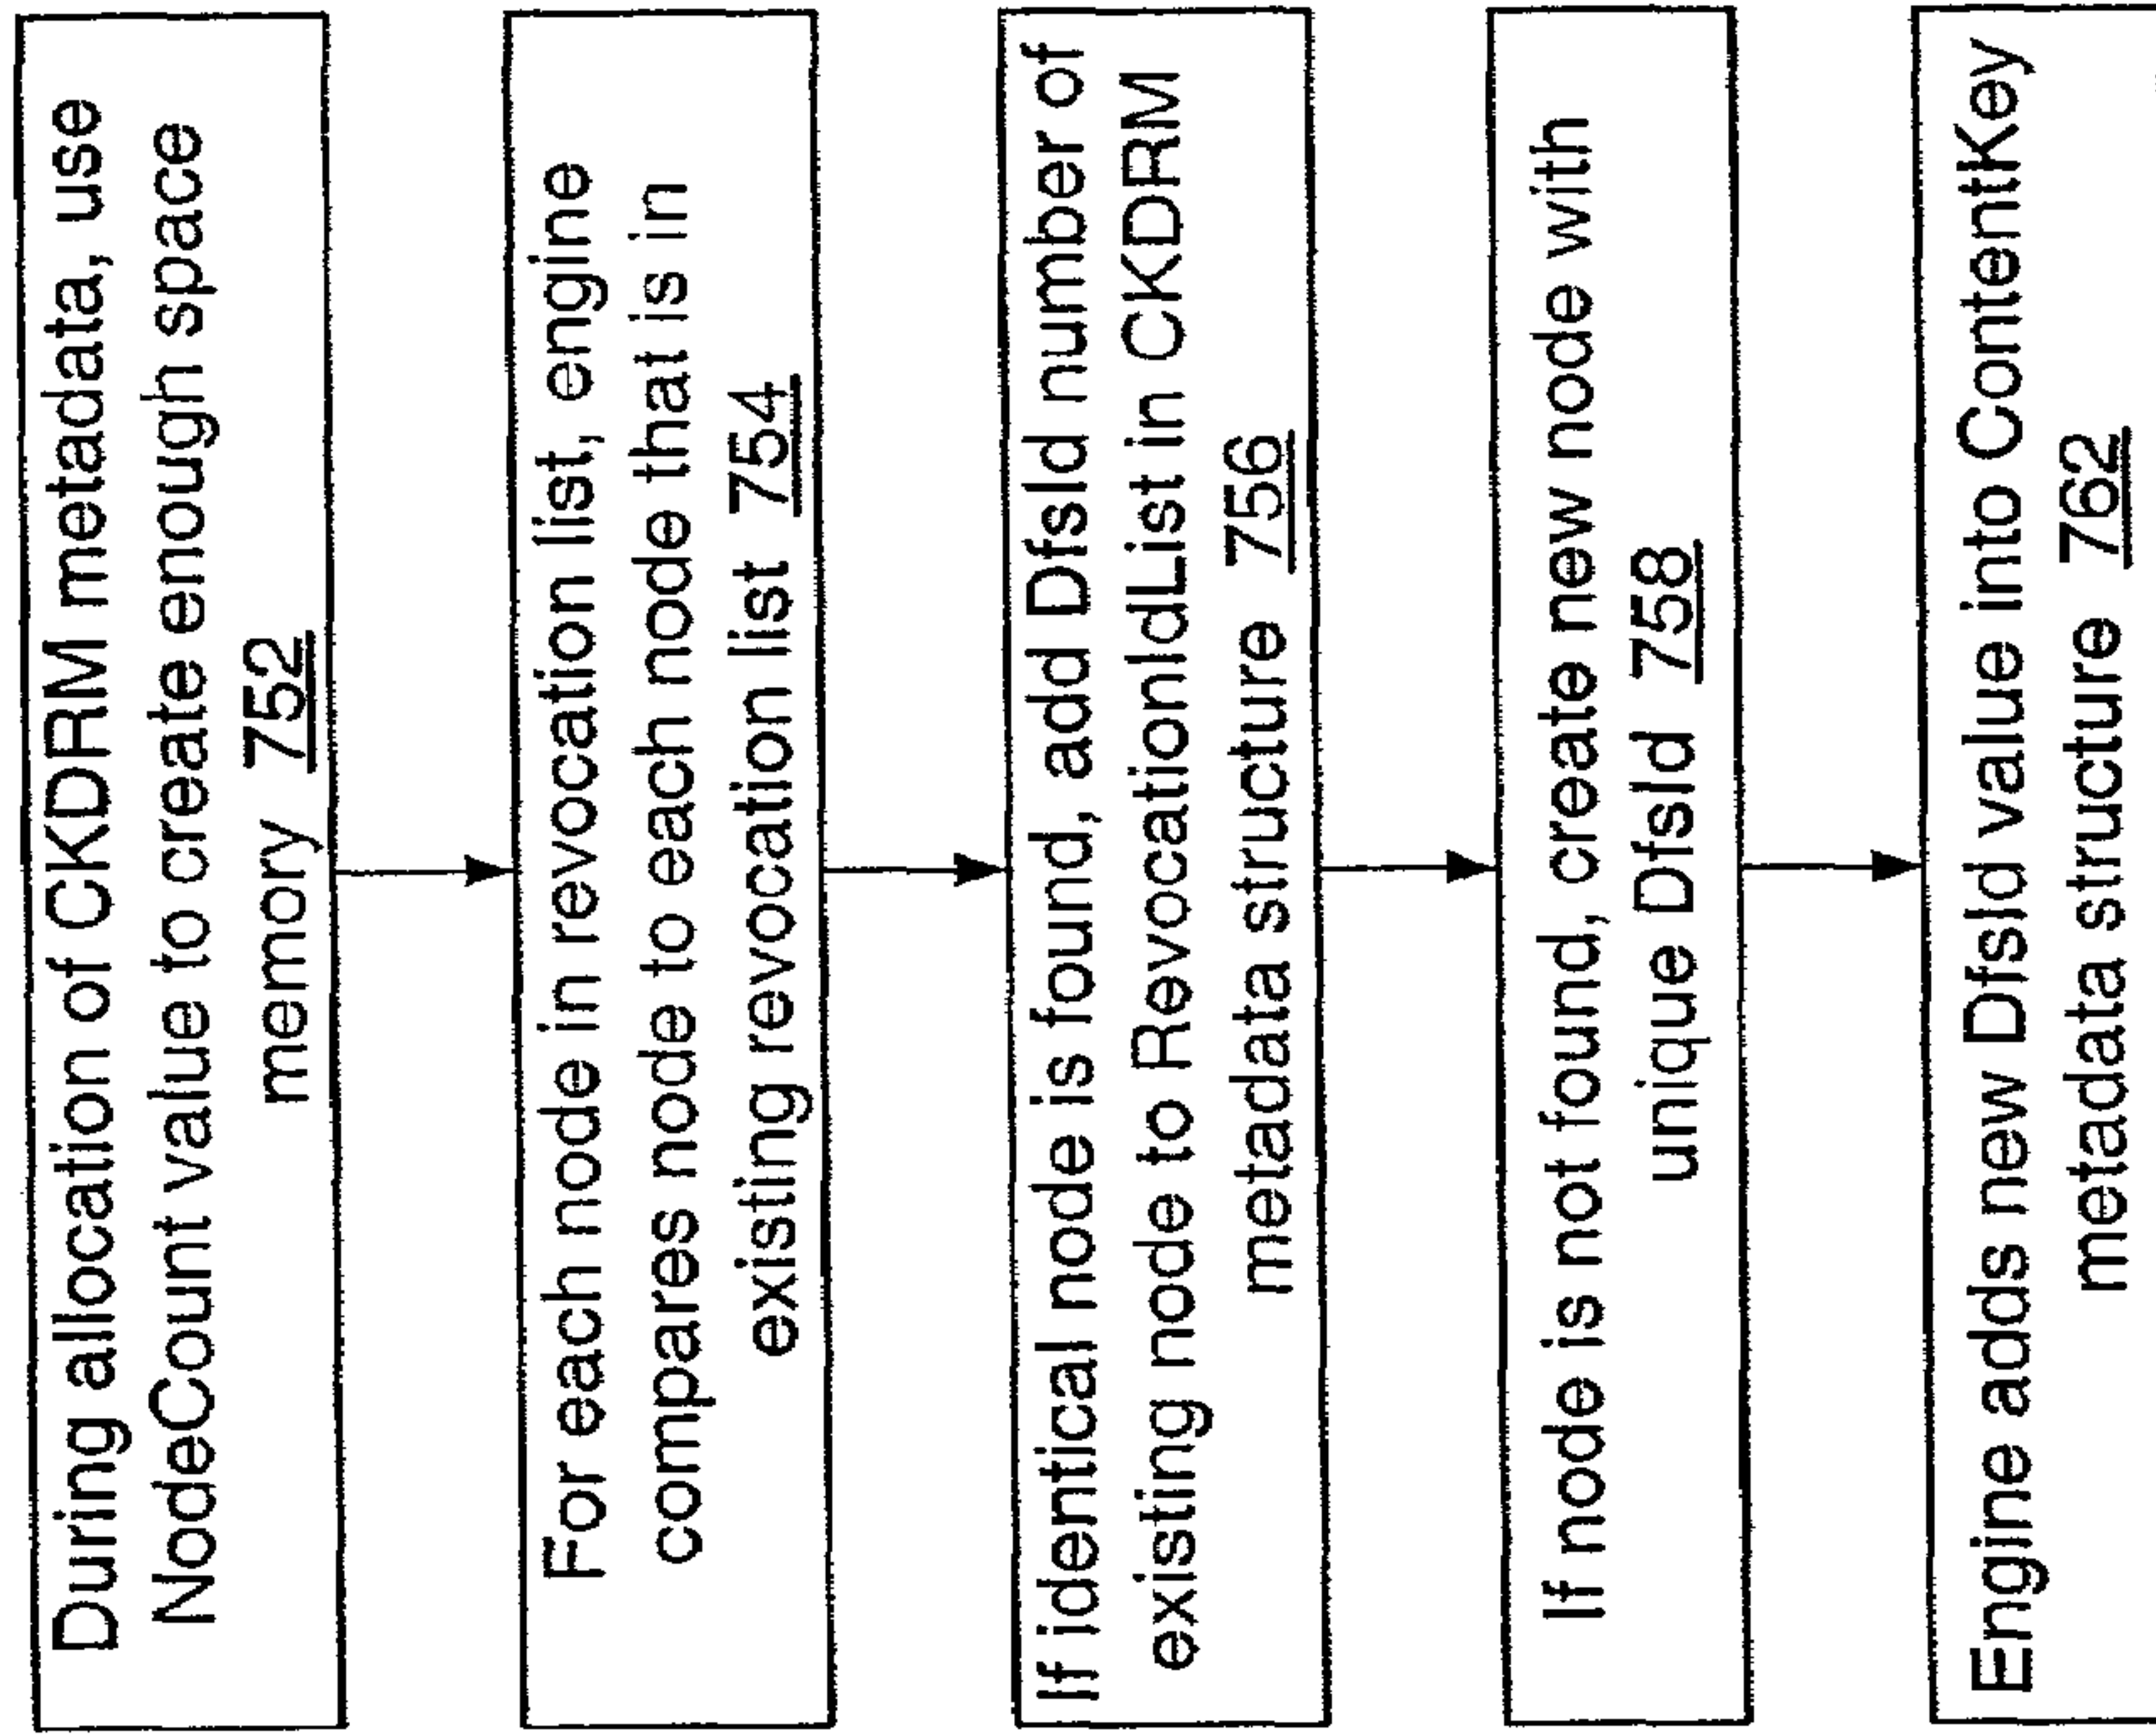 During allocation of CKDRM metadata, use
NodeCount value to create enough space
memory 752
For each node in revocation list, engine
compares node to each node that is in
existing revocation list 754
If identical node is found, add DfsId number of
existing node to RevocationIdList in CKDRM
metadata structure 756
If node is not found, create new node with
unique DfsId 758
Engine adds new DfsId value into ContentKey
metadata structure 762